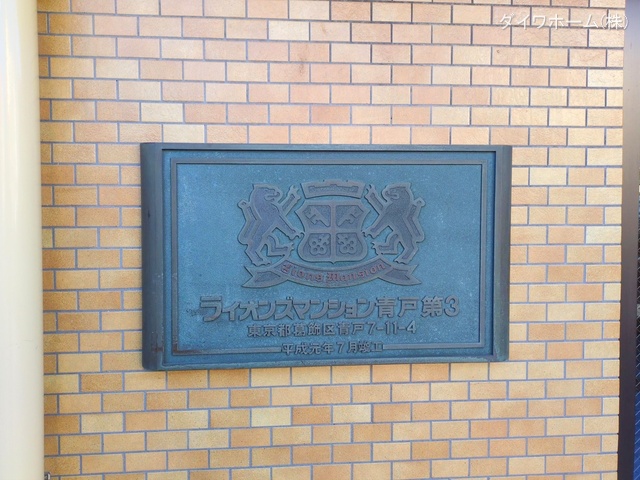 ダイワホーム(株)
Lions Mansion
ライオンズマンション青戸第3
東京都葛飾区青戸7-11-4
平成元年7月竣工